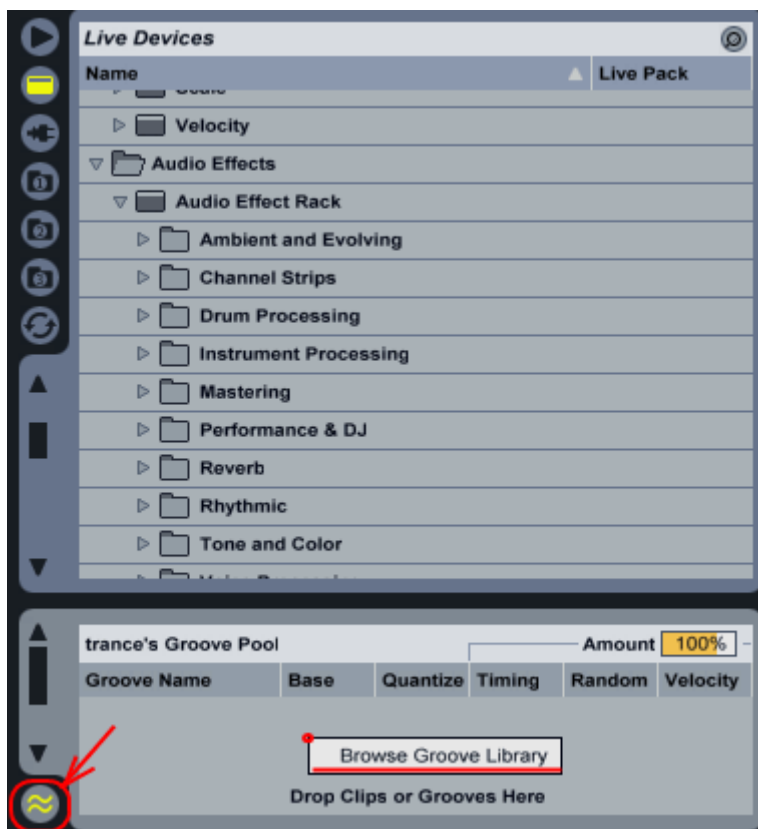 Live Devices
Name Live Pack
Velocity
Audio Effects
Audio Effect Rack
Ambient and Evolving
Channel Strips
Drum Processing
Instrument Processing
Mastering
Performance & DJ
Reverb
Rhythmic
Tone and Color
trance's Groove Pool Amount 100%
Groove Name Base Quantize Timing Random Velocity
Browse Groove Library
Drop Clips or Grooves Here